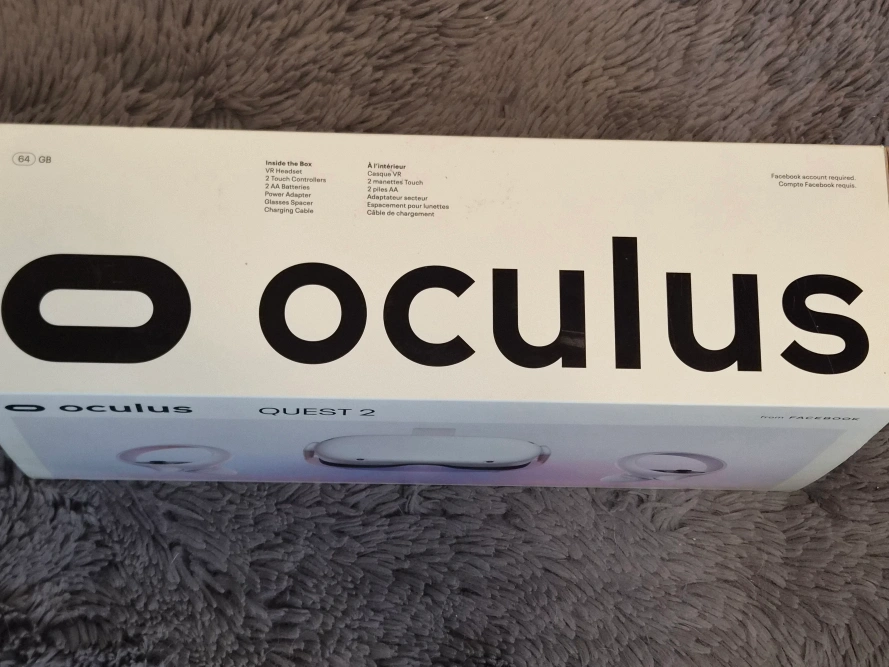 64 GB
Inside the Box
VR Headset
2 Touch Controllers
2 AA Batteries
Power Adapter
Glasses Spacer
Charging Cable
À l'intérieur
Casque VR
2 manettes Touch
2 piles AA
Adaptateur secteur
Espacement pour lunettes
Câble de chargement
Facebook account required.
Compte Facebook requis.
oculus
oculus QUEST 2
from FACEBOOK